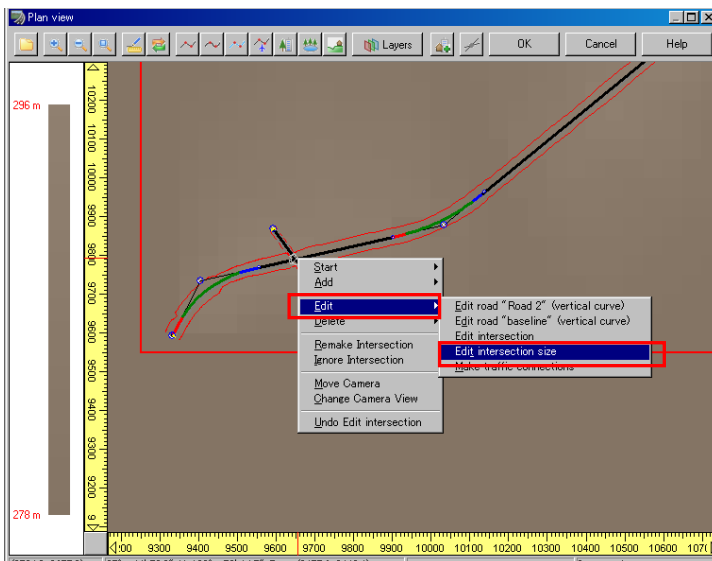 Plan view
Layers
OK
Cancel
Help
296 m
278 m
10200
10100
10000
9900
9800
9700
9600
9500
9400
9300
9200
9
Start
Add
Edit
Delete
Remake Intersection
Ignore Intersection
Move Camera
Change Camera View
Undo Edit intersection
Edit road "Road 2" (vertical curve)
Edit road "baseline" (vertical curve)
Edit intersection
Edit intersection size
Make traffic connections
9300 9400 9500 9600 9700 9800 9900 10000 10100 10200 10300 10400 10500 10600